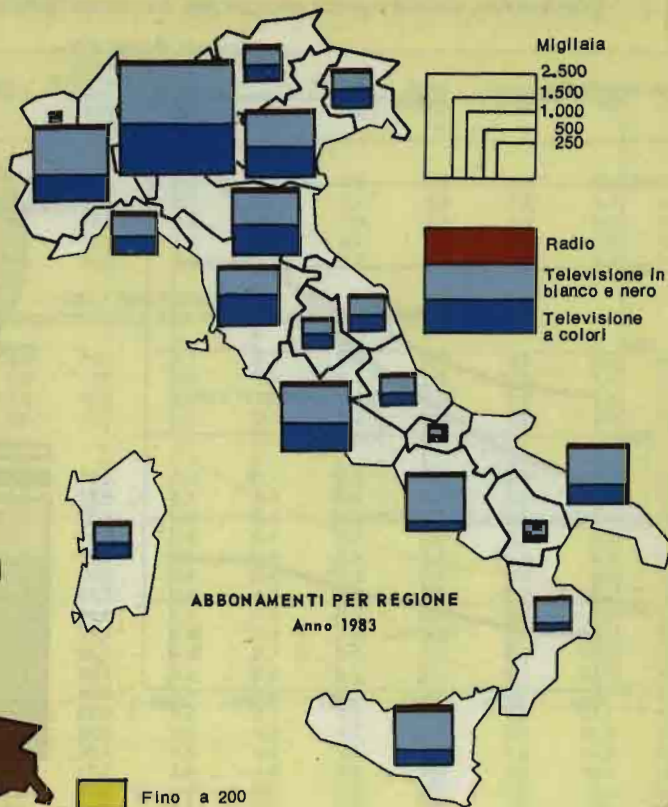 Migliaia
2.500
1.500
1.000
500
250
Radio
Televisione in
bianco e nero
Televisione
a colori
ABBONAMENTI PER REGIONE
Anno 1983
Fino a 200